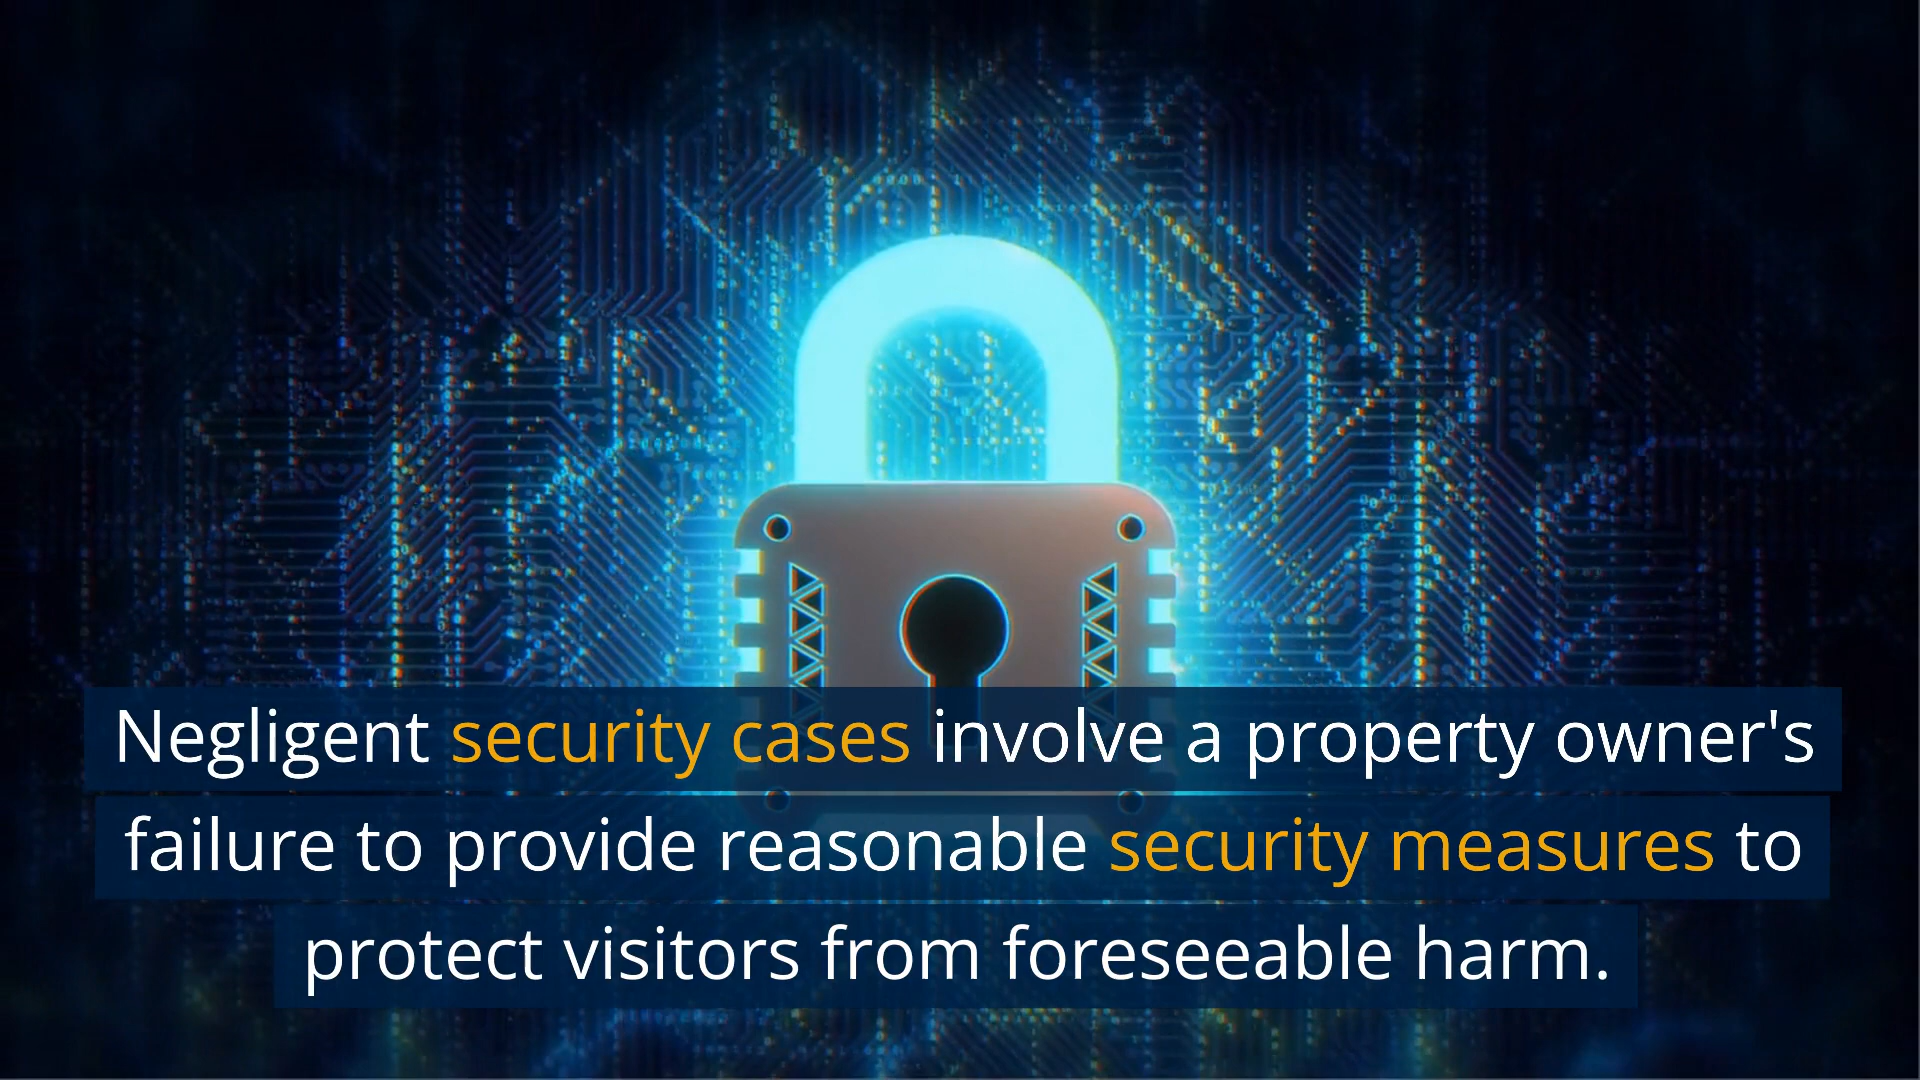 Negligent security cases involve a property owner's
failure to provide reasonable security measures to
protect visitors from foreseeable harm.